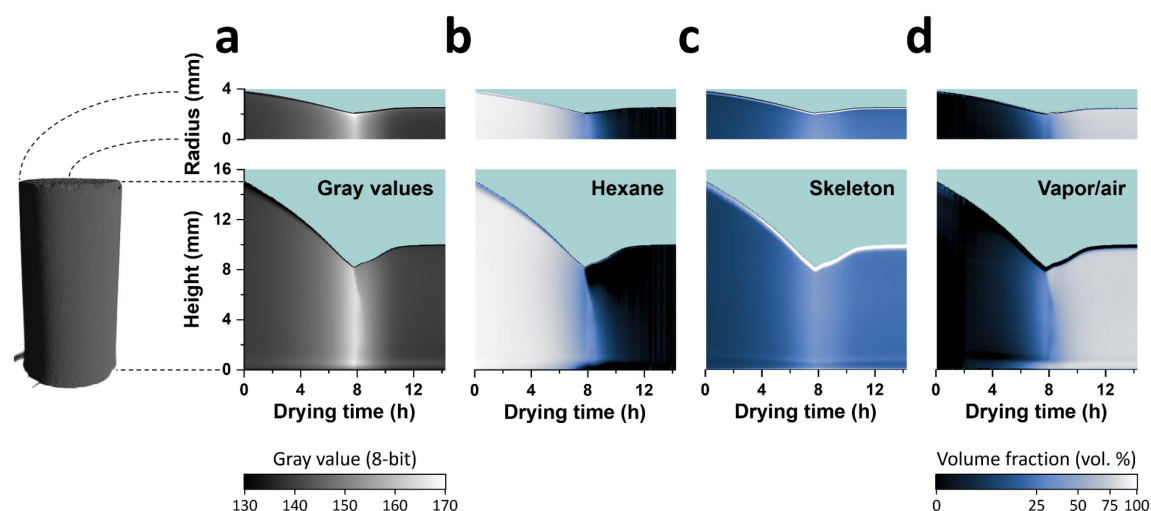 a b c d
Radius (mm)
4
0
Height (mm)
16
12
8
4
0
Gray values
Hexane
Skeleton
Vapor/air
0 4 8 12
0 4 8 12
0 4 8 12
0 4 8 12
Drying time (h)
Drying time (h)
Drying time (h)
Drying time (h)
Gray value (8-bit)
130 140 150 160 170
Volume fraction (vol. %)
0 25 50 75 100